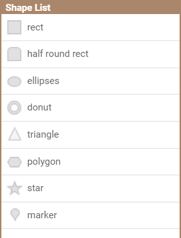 Shape List
rect
half round rect
ellipses
donut
triangle
polygon
star
marker